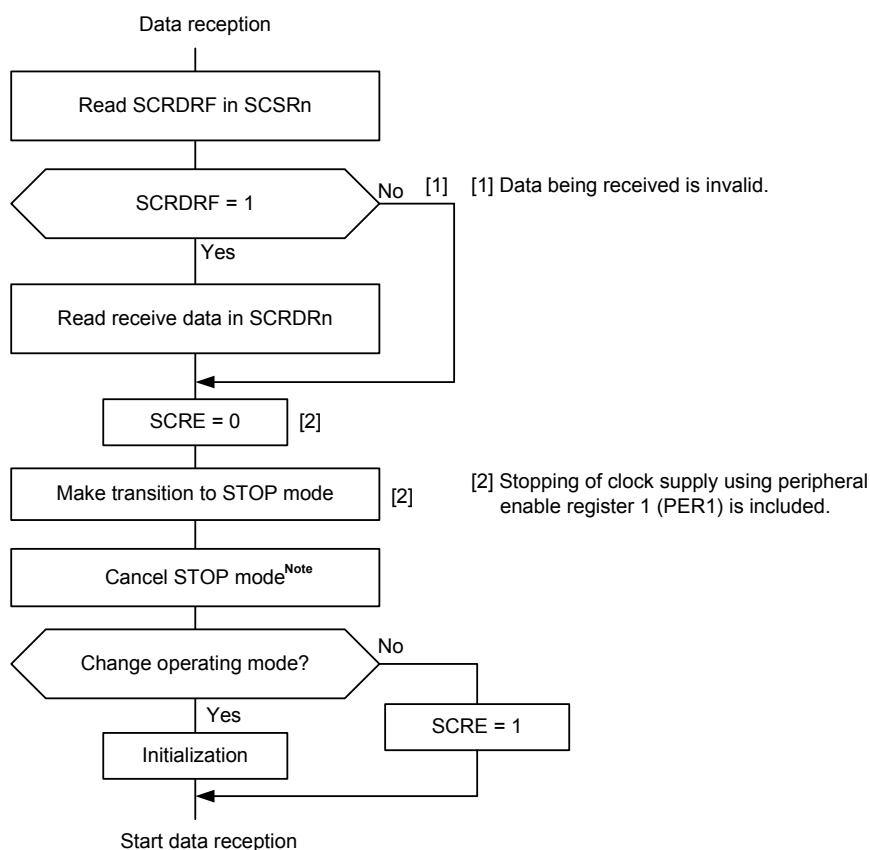 Data reception
Read SCRDRF in SCSRn
SCRDRF = 1
No
[1]
[1] Data being received is invalid.
Yes
Read receive data in SCRDRn
SCRE = 0
[2]
Make transition to STOP mode
[2]
[2] Stopping of clock supply using peripheral
enable register 1 (PER1) is included.
Cancel STOP mode Note
Change operating mode?
No
Yes
SCRE = 1
Initialization
Start data reception